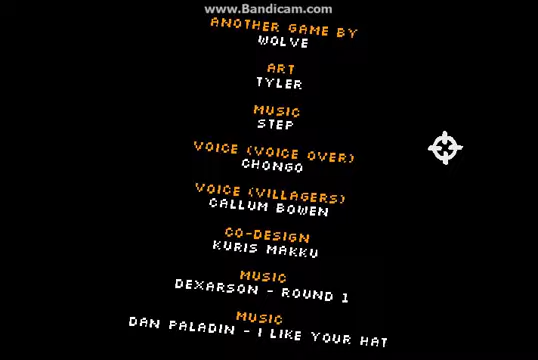 www.Bandicam.com
ANOTHER GAME BY
WOLVE
ART
TYLER
MUSIC
STEP
VOICE (VOICE OVER)
CHONGO
VOICE (VILLAGERS)
CALLUM BOWEN
CO-DESIGN
KURIS MAKKU
MUSIC
DEXARSON - ROUND 1
MUSIC
DAN PALADIN - I LIKE YOUR HAT